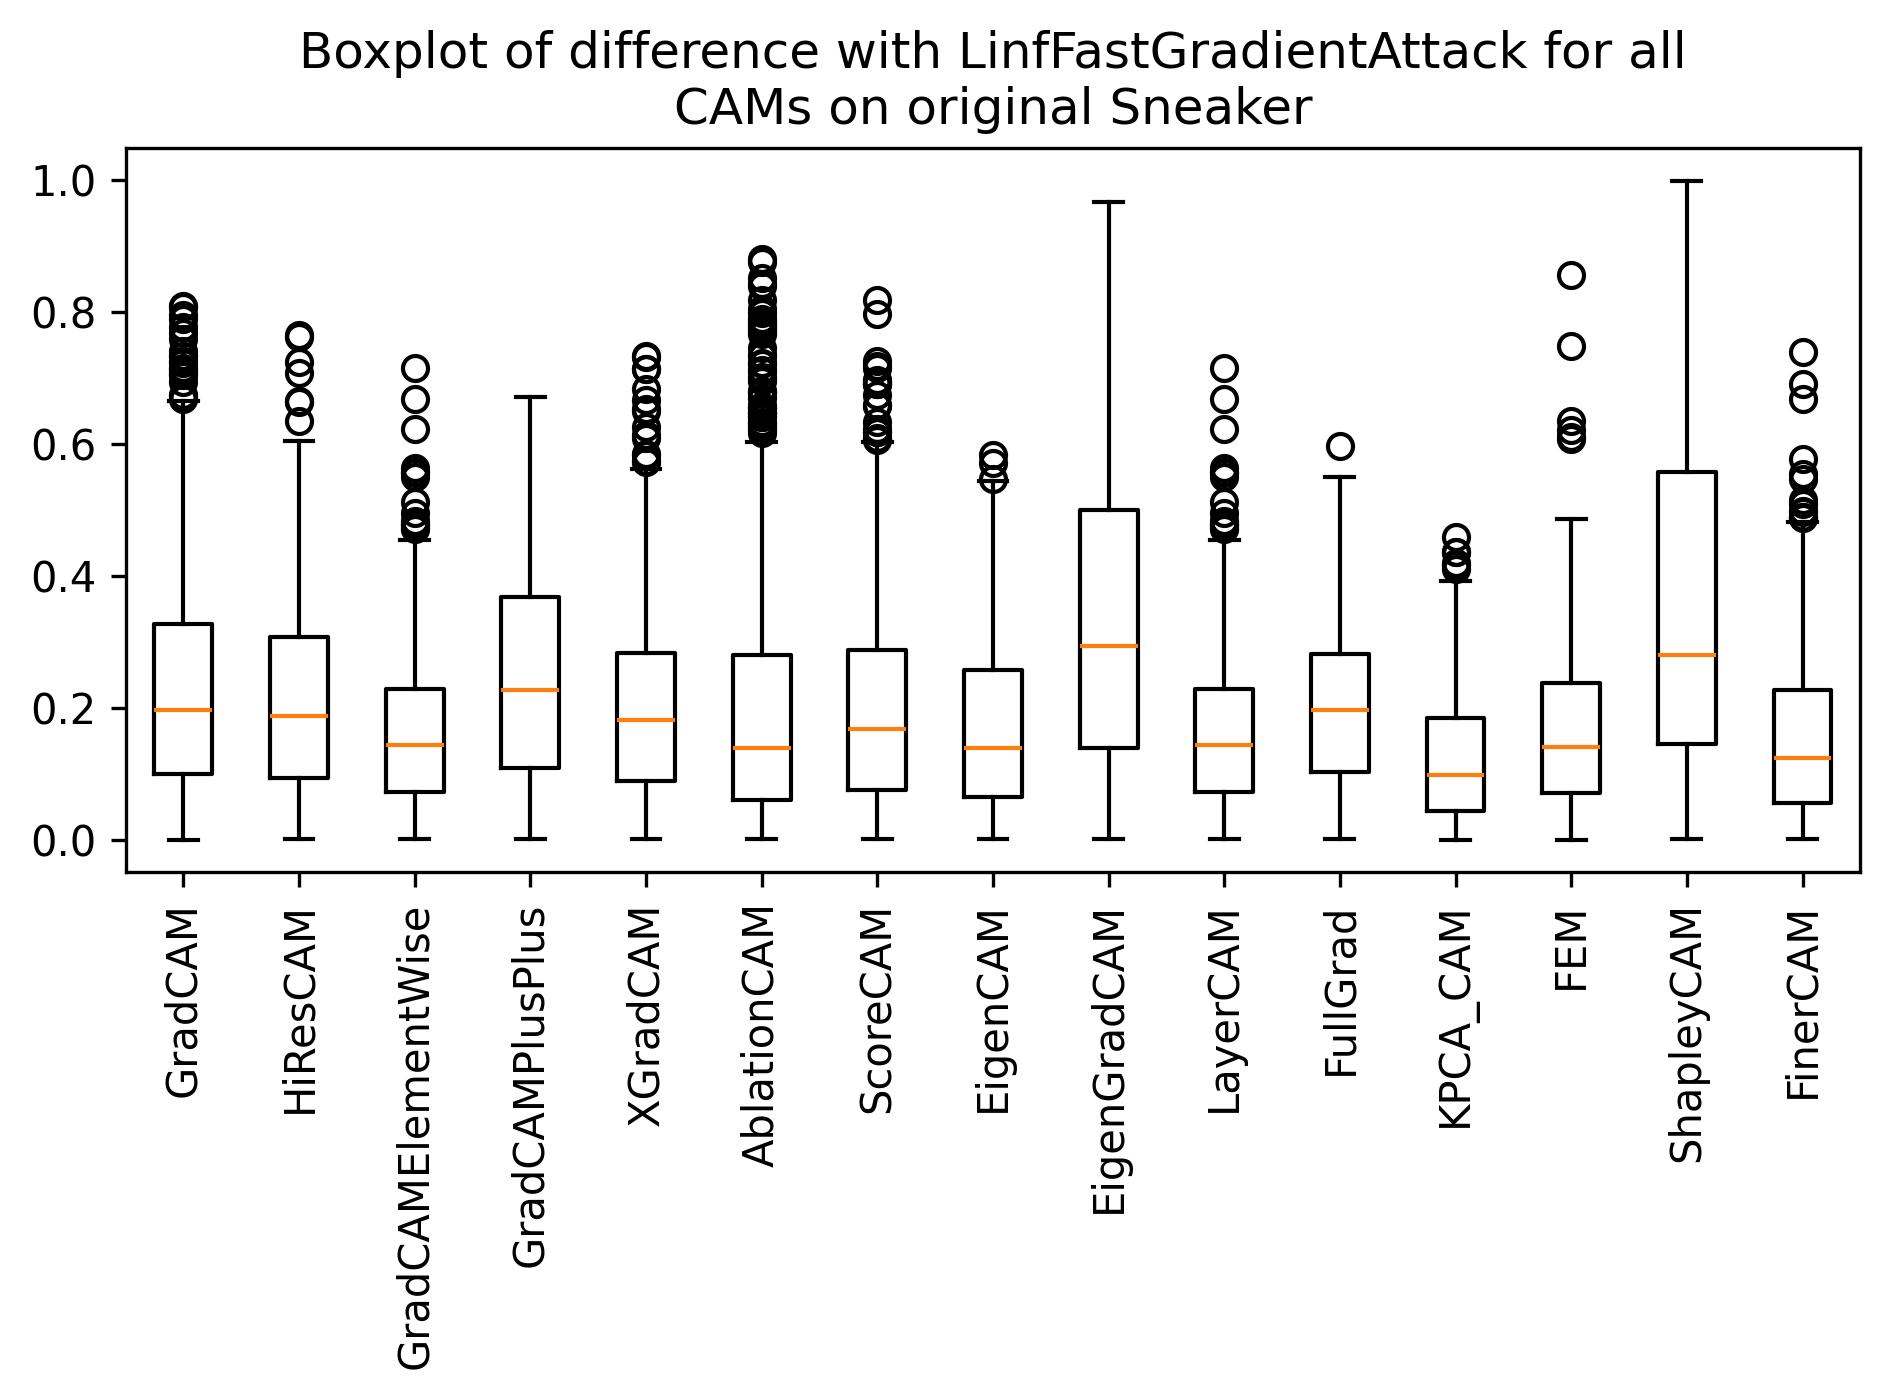 Boxplot of difference with LinfFastGradientAttack for all
CAMs on original Sneaker
1.0
0.8
0.6
0.4
0.2
0.0
GradCAM
HiResCAM
GradCAMElementWise
GradCAMPlusPlus
XGradCAM
AblationCAM
ScoreCAM
EigenCAM
EigenGradCAM
LayerCAM
FullGrad
KPCA_CAM
FEM
ShapleyCAM
FinerCAM